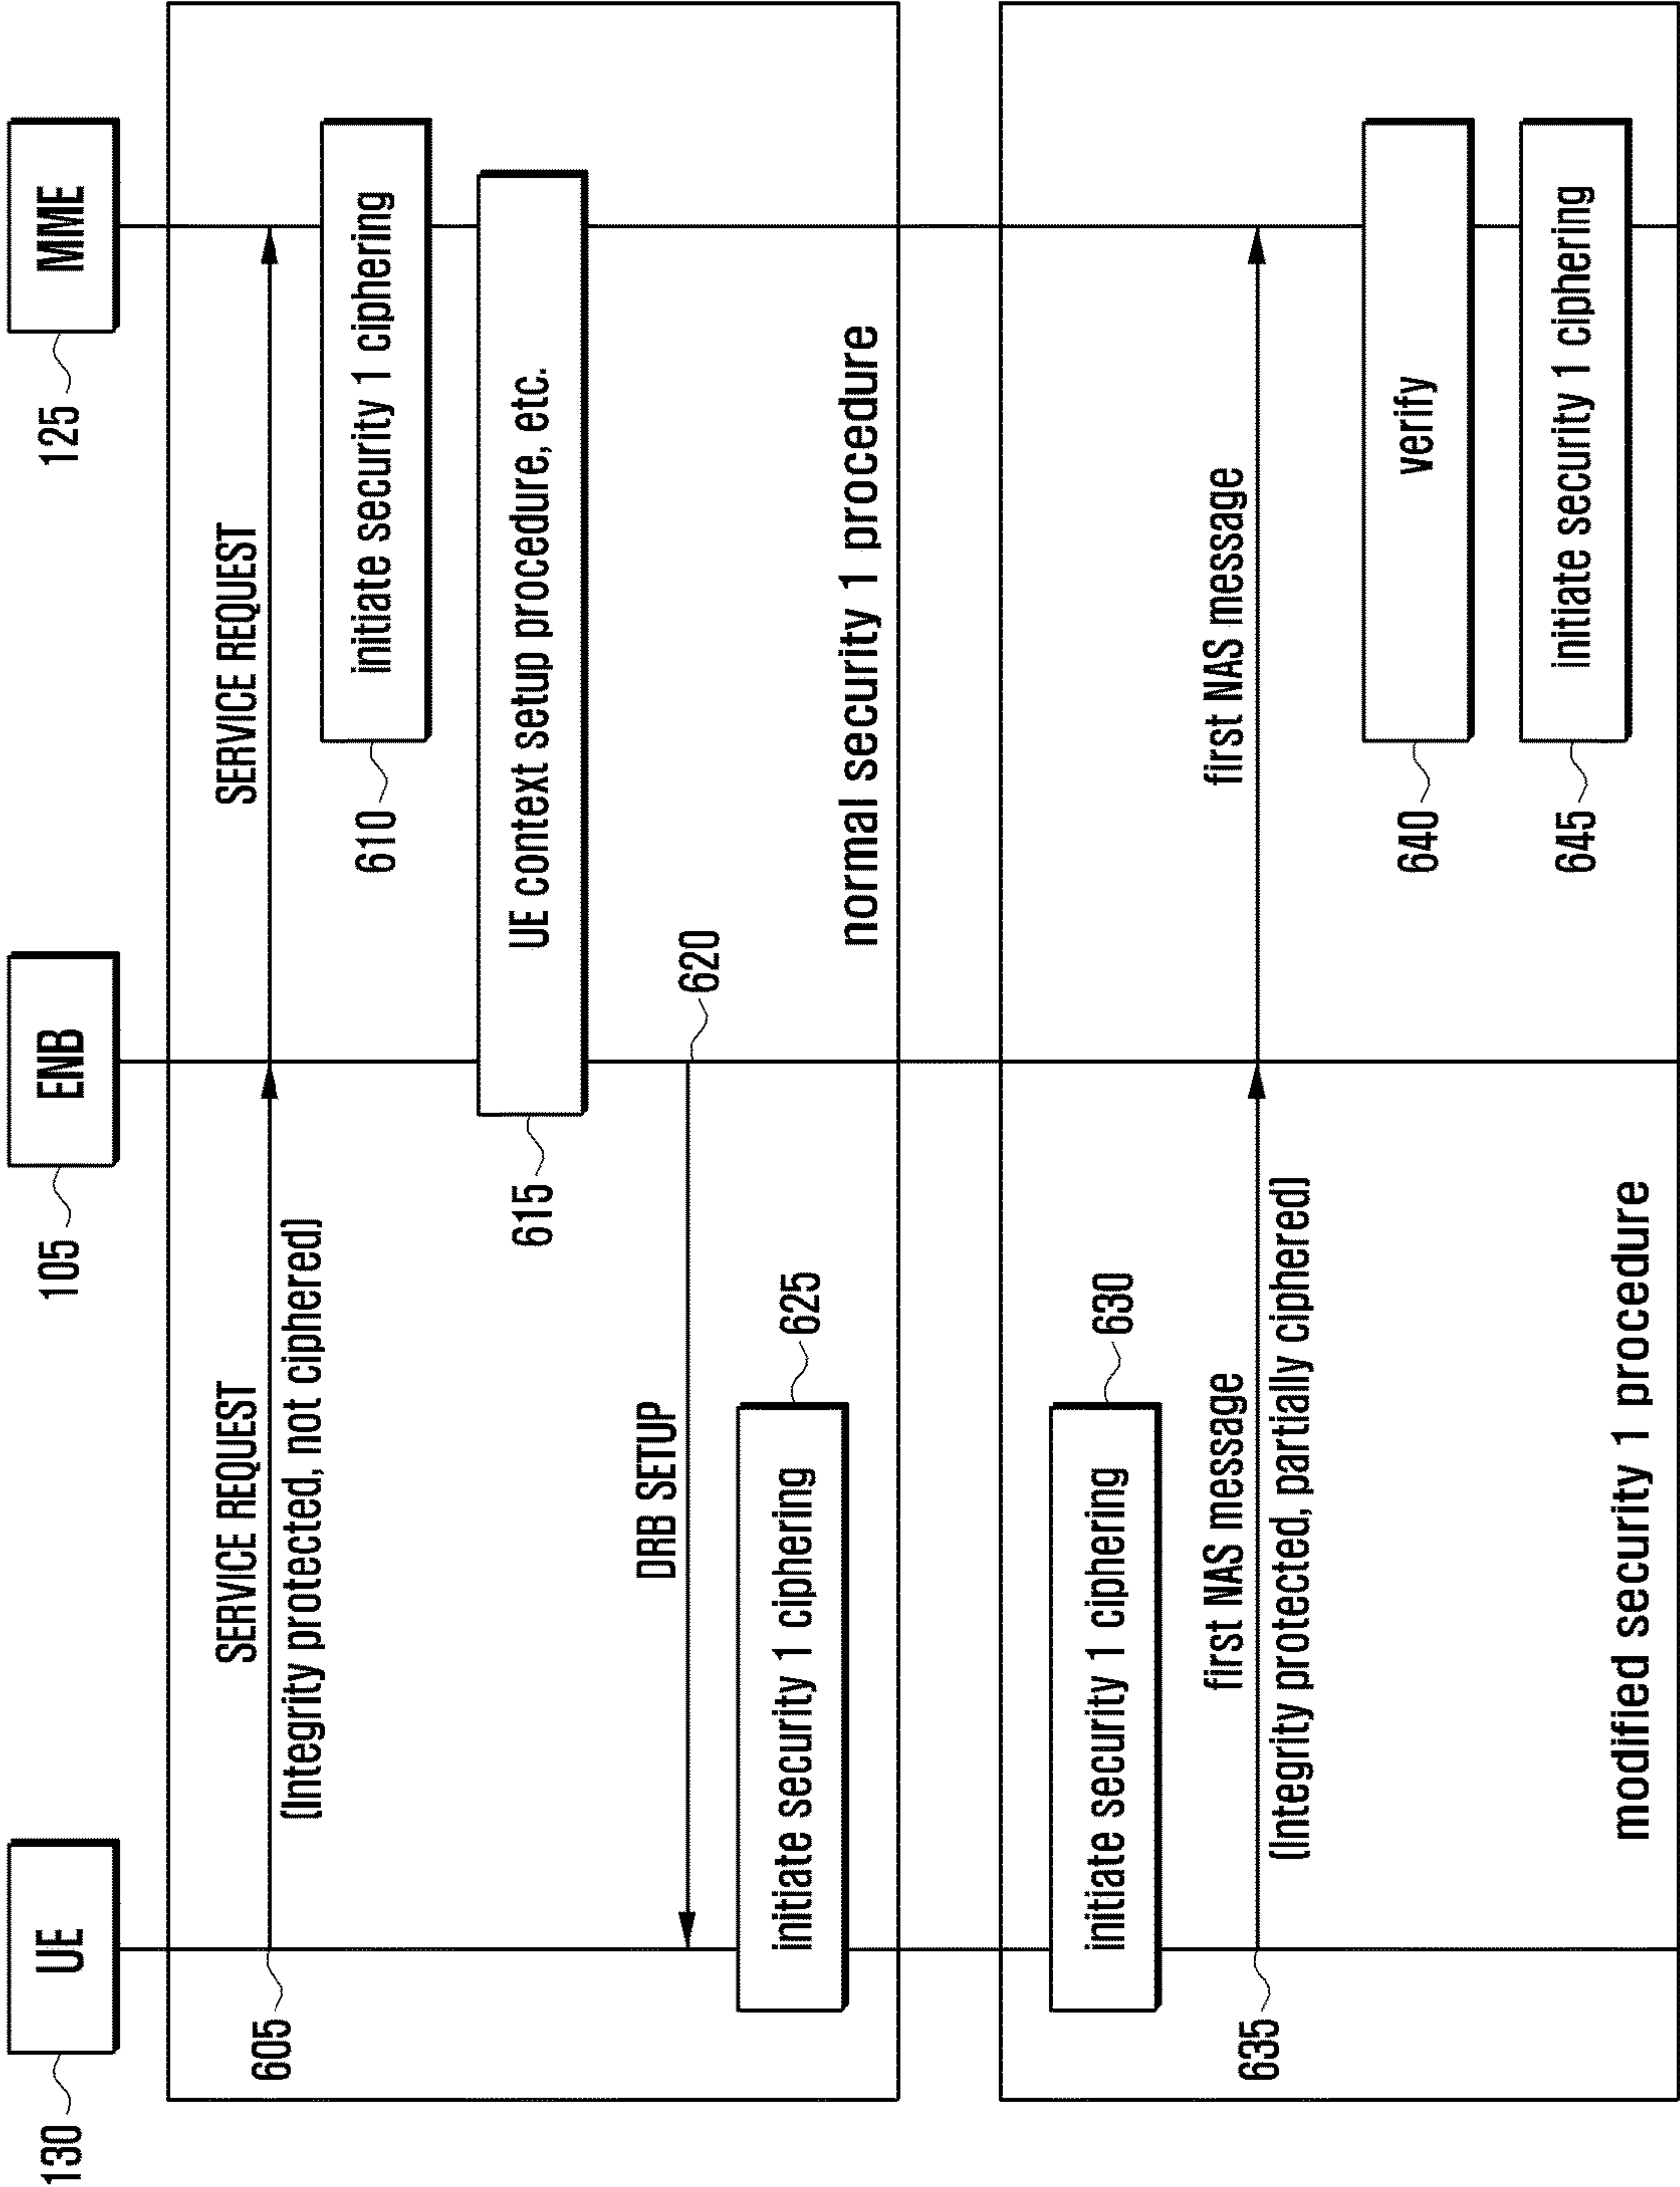 130
UE
105
ENB
125
MME
605
SERVICE REQUEST
(Integrity protected, not ciphered)
SERVICE REQUEST
610
initiate security 1 ciphering
615
UE context setup procedure, etc.
DRB SETUP
620
initiate security 1 ciphering
625
normal security 1 procedure
initiate security 1 ciphering
630
635
first NAS message
(Integrity protected, partially ciphered)
first NAS message
640
verify
645
initiate security 1 ciphering
modified security 1 procedure